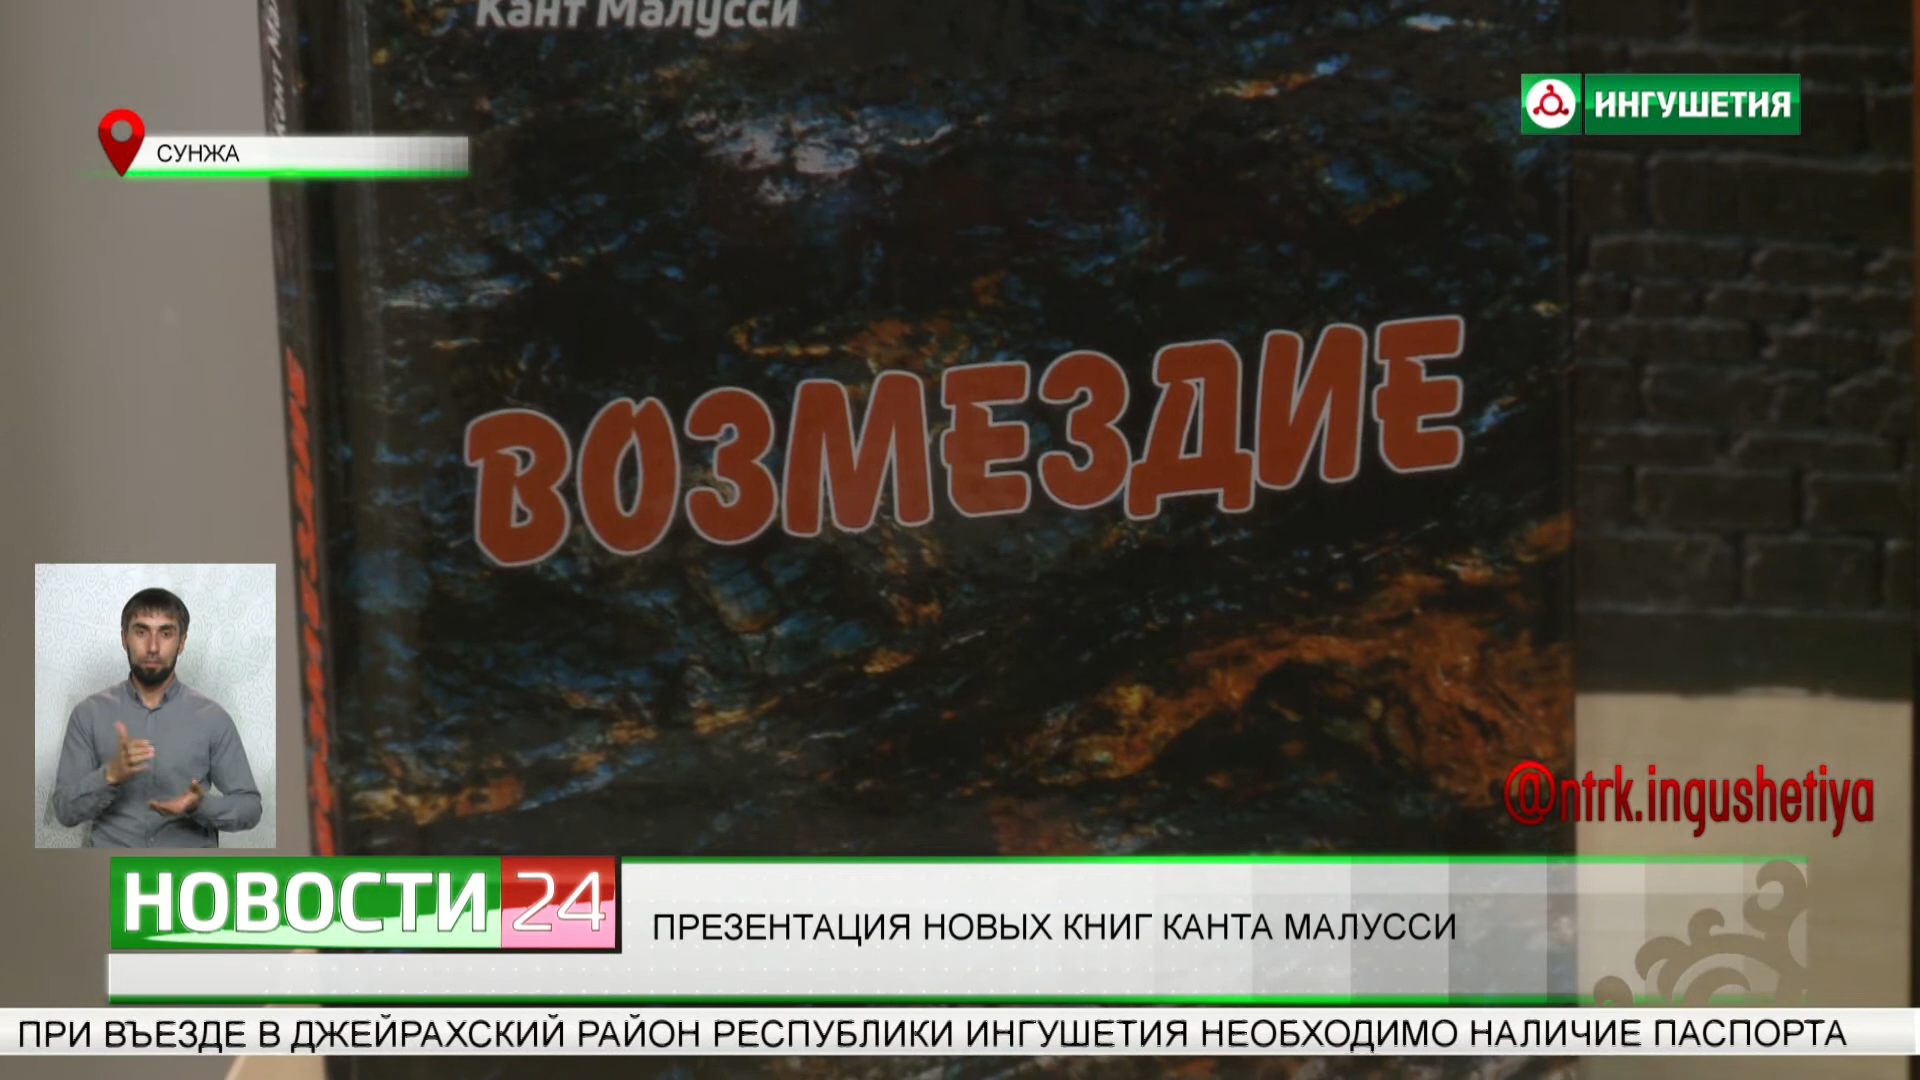 Кант Малусси
ИНГУШЕТИЯ
СУНЖА
ВОЗМЕЗДИЕ
ВОЗМЕЗДИЕ
@ntrk.ingushetiya
НОВОСТИ 24
ПРЕЗЕНТАЦИЯ НОВЫХ КНИГ КАНТА МАЛУССИ
ПРИ ВЪЕЗДЕ В ДЖЕЙРАХСКИЙ РАЙОН РЕСПУБЛИКИ ИНГУШЕТИЯ НЕОБХОДИМО НАЛИЧИЕ ПАСПОРТА